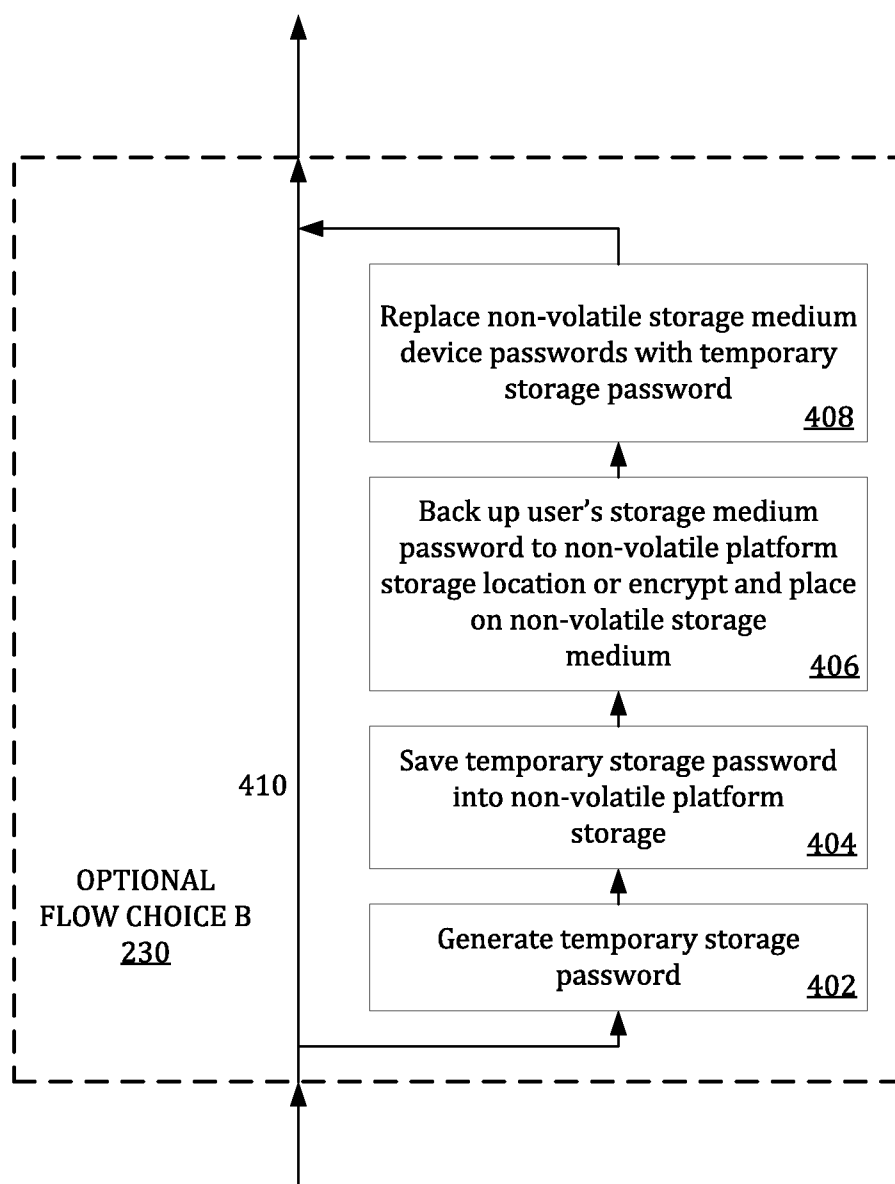 Replace non-volatile storage medium
device passwords with temporary
storage password
408
Back up user’s storage medium
password to non-volatile platform
storage location or encrypt and place
on non-volatile storage
medium
406
410
Save temporary storage password
into non-volatile platform
storage
404
OPTIONAL
FLOW CHOICE B
230
Generate temporary storage
password
402